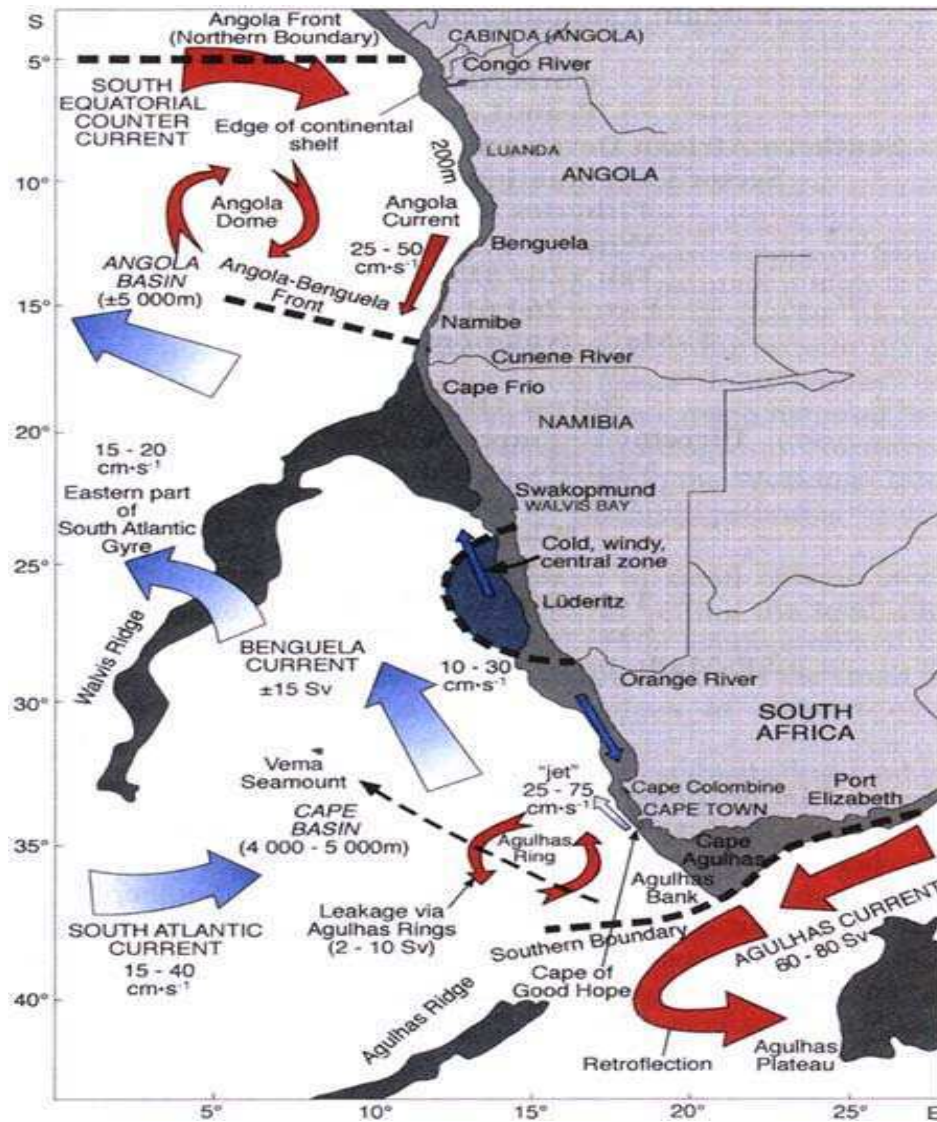 S
Angola Front
(Northern Boundary)
CABINDA (ANGOLA)
Congo River
5°
SOUTH
EQUATORIAL
COUNTER
CURRENT
Edge of continental
shelf
200m
LUANDA
ANGOLA
10°
Angola
Dome
Angola
Current
25 - 50
cm·s⁻¹
Benguela
ANGOLA
BASIN
(±5 000m)
Angola-Benguela
Front
15°
Namibe
Cunene River
Cape Frio
NAMIBIA
20°
15 - 20
cm·s⁻¹
Eastern part
of
South Atlantic
Gyre
Swakopmund
WALVIS BAY
25°
Cold, windy,
central zone
Lüderitz
Walvis Ridge
BENGUELA
CURRENT
±15 Sv
10 - 30
cm·s⁻¹
Orange River
30°
SOUTH
AFRICA
Vema
Seamount
"jet"
25 - 75
cm·s⁻¹
Cape Colombine
CAPE TOWN
Port
Elizabeth
CAPE
BASIN
(4 000 - 5 000m)
35°
Agulhas
Ring
Cape
Agulhas
Agulhas
Bank
Leakage via
Agulhas Rings
(2 - 10 Sv)
SOUTH ATLANTIC
CURRENT
15 - 40
cm·s⁻¹
Southern Boundary
AGULHAS CURRENT
60 - 80 Sv
Cape of
Good Hope
40°
Agulhas Ridge
Retroflection
Agulhas
Plateau
5°
10°
15°
20°
25°
E